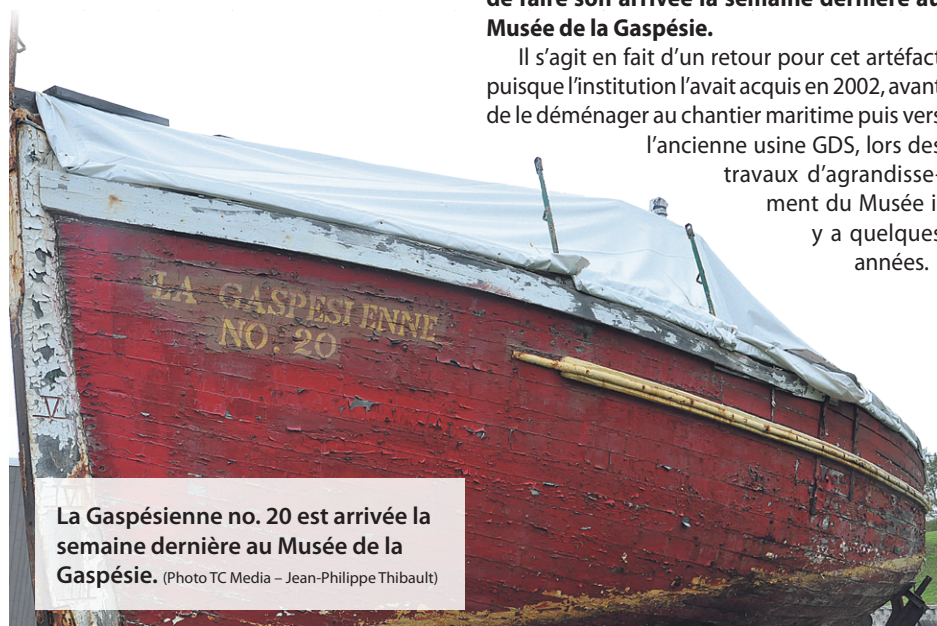 de faire son arrivée la semaine dernière au
Musée de la Gaspésie.
Il s’agit en fait d’un retour pour cet artéfact
puisque l’institution l’avait acquis en 2002, avant
de le déménager au chantier maritime puis vers
l’ancienne usine GDS, lors des
travaux d’agrandisse-
ment du Musée i
y a quelques
années.
LA GASPESIENNE
NO. 20
V
VI
La Gaspésienne no. 20 est arrivée la
semaine dernière au Musée de la
Gaspésie. (Photo TC Media – Jean-Philippe Thibault)